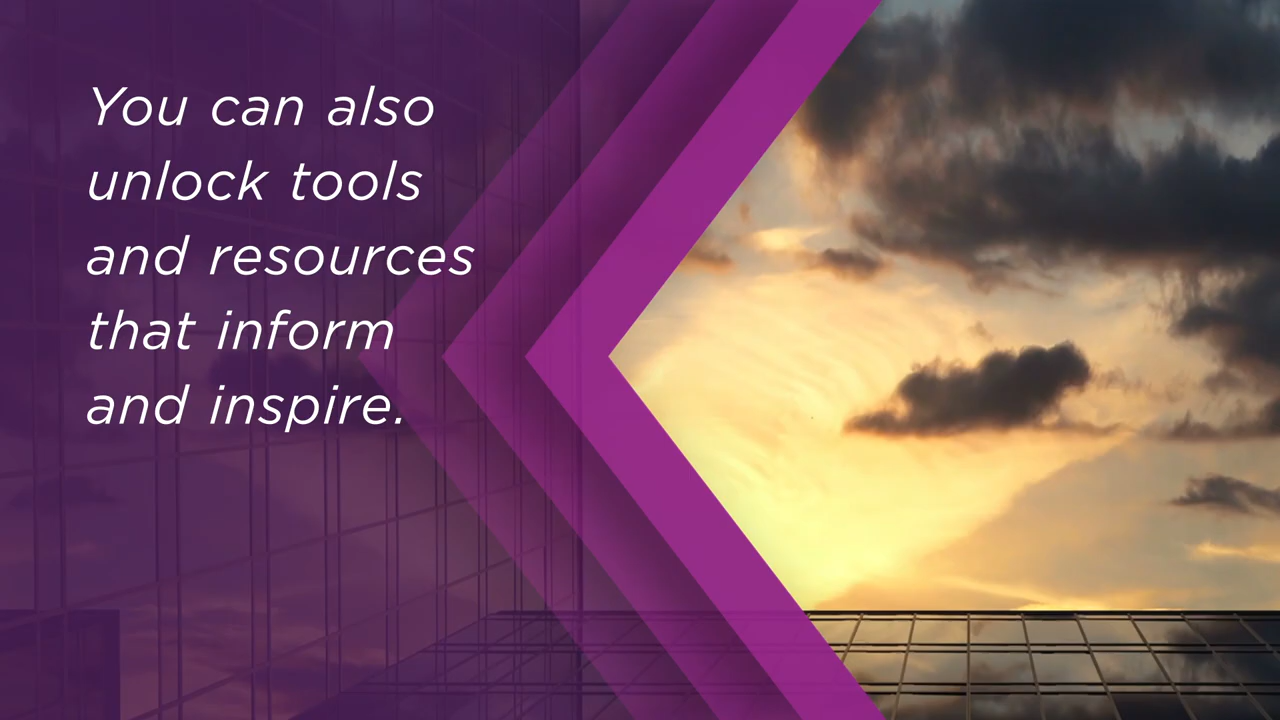 You can also
unlock tools
and resources
that inform
and inspire.